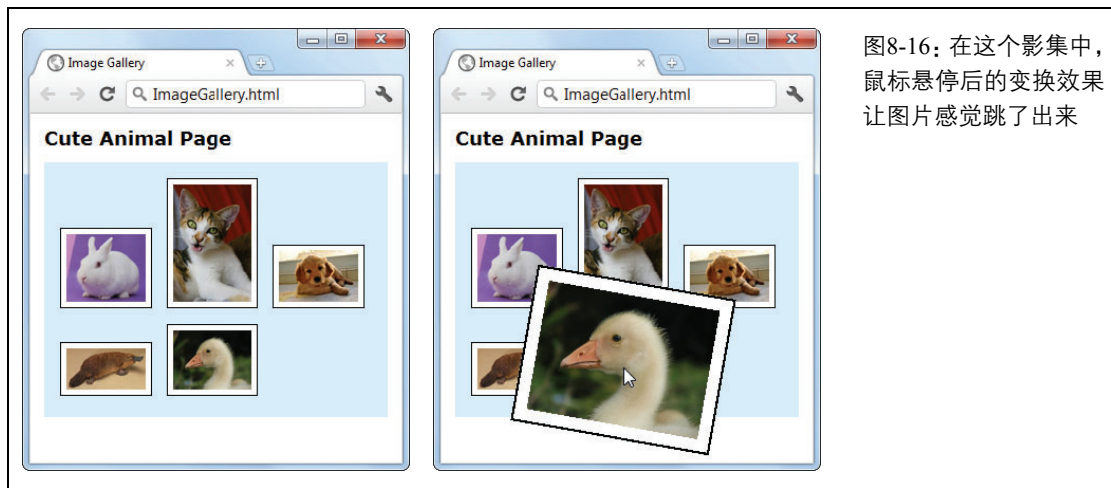 Image Gallery
ImageGallery.html
Cute Animal Page
Image Gallery
ImageGallery.html
Cute Animal Page
图8-16：在这个影集中，
鼠标悬停后的变换效果
让图片感觉跳了出来